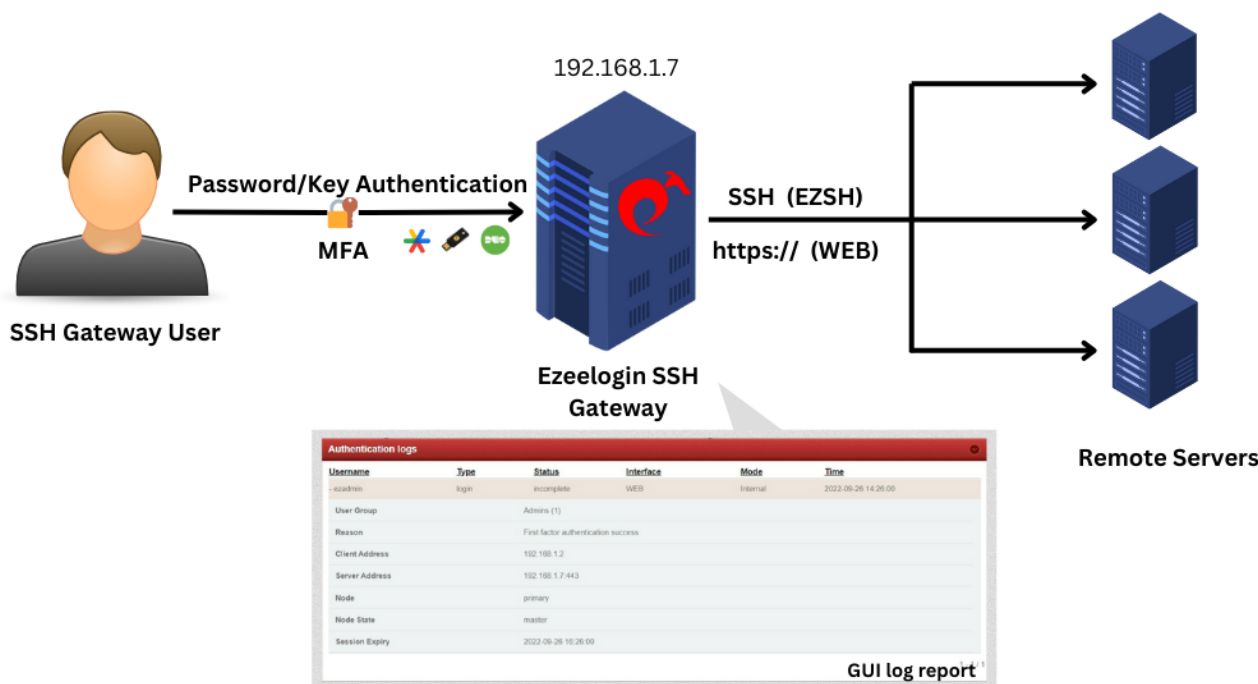 192.168.1.7
Password/Key Authentication
MFA
DUO
SSH (EZSH)
https:// (WEB)
SSH Gateway User
Ezeelogin SSH
Gateway
Remote Servers
Authentication logs
Username Type Status Interface Mode Time
- ezadmin login incomplete WEB Internal 2022-09-26 14:26:00
User Group Admins (1)
Reason First factor authentication success
Client Address 192.168.1.2
Server Address 192.168.1.7:443
Node primary
Node State master
Session Expiry 2022-09-26 16:26:00
GUI log report